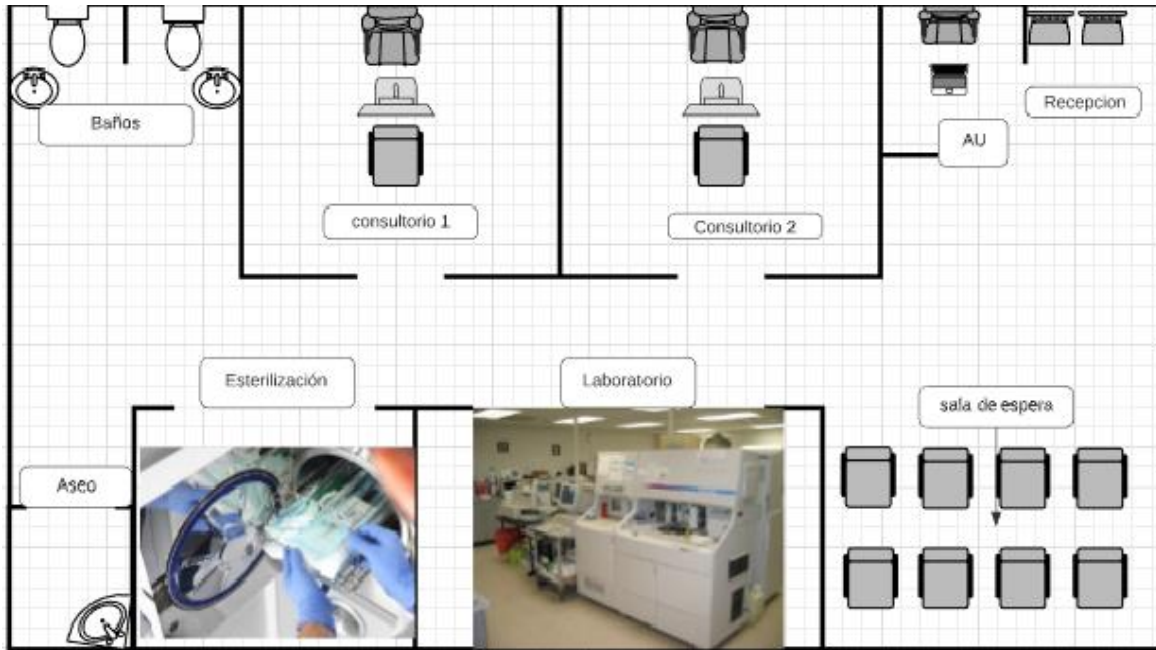 Baños
Recepcion
AU
consultorio 1
Consultorio 2
Esterilización
Laboratorio
sala de espera
Aseo